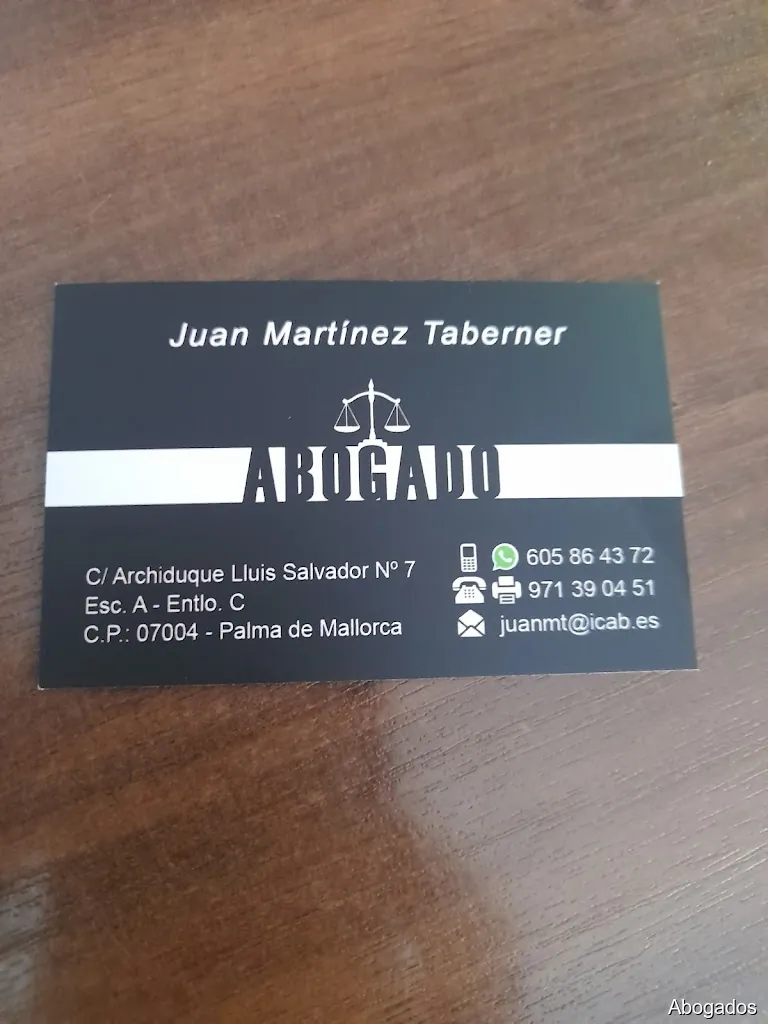 Juan Martínez Taberner
ABOGADO
C/ Archiduque Lluis Salvador Nº 7
Esc. A - Entlo. C
C.P.: 07004 - Palma de Mallorca
605 86 43 72
971 39 04 51
juanmt@icab.es
Abogados